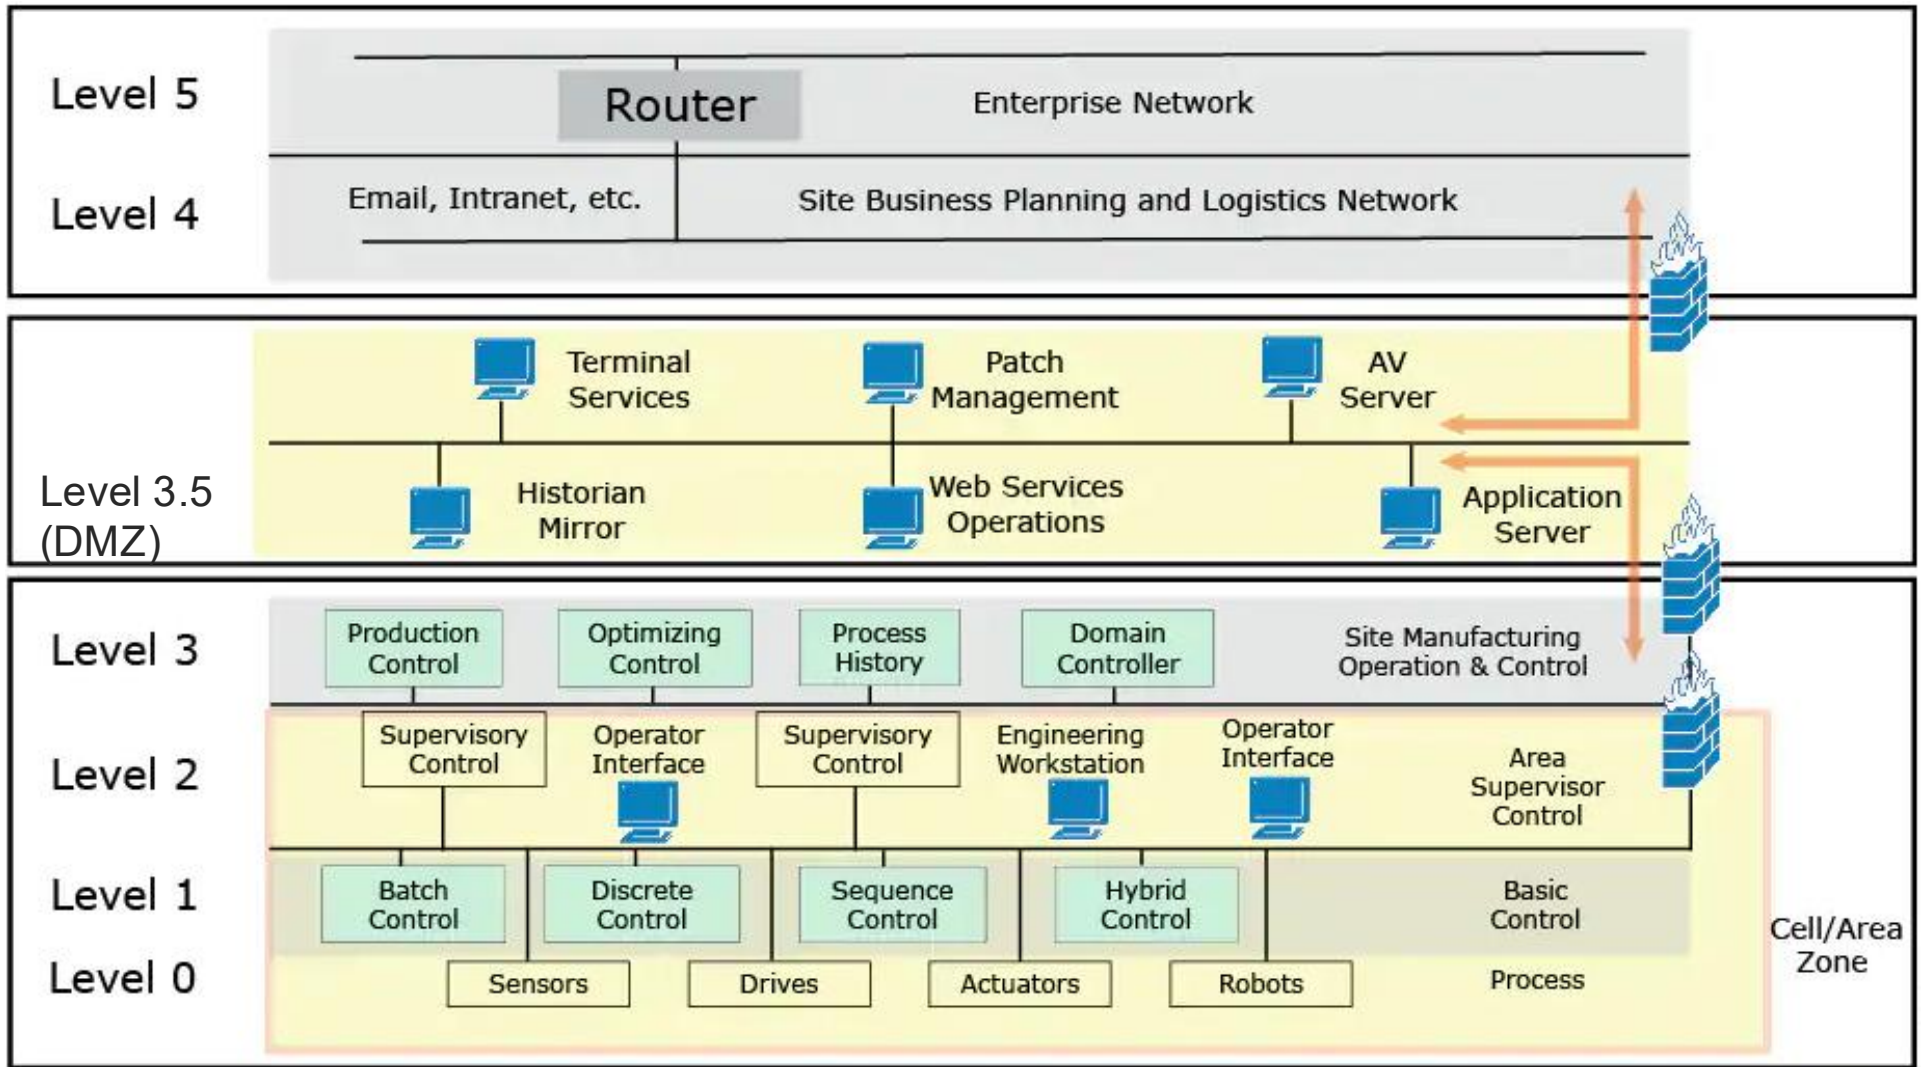 Level 5
Router
Enterprise Network
Level 4
Email, Intranet, etc.
Site Business Planning and Logistics Network
Terminal
Services
Patch
Management
AV
Server
Level 3.5
(DMZ)
Historian
Mirror
Web Services
Operations
Application
Server
Level 3
Production
Control
Optimizing
Control
Process
History
Domain
Controller
Site Manufacturing
Operation & Control
Level 2
Supervisory
Control
Operator
Interface
Supervisory
Control
Engineering
Workstation
Operator
Interface
Area
Supervisor
Control
Level 1
Batch
Control
Discrete
Control
Sequence
Control
Hybrid
Control
Basic
Control
Cell/Area
Zone
Level 0
Sensors
Drives
Actuators
Robots
Process